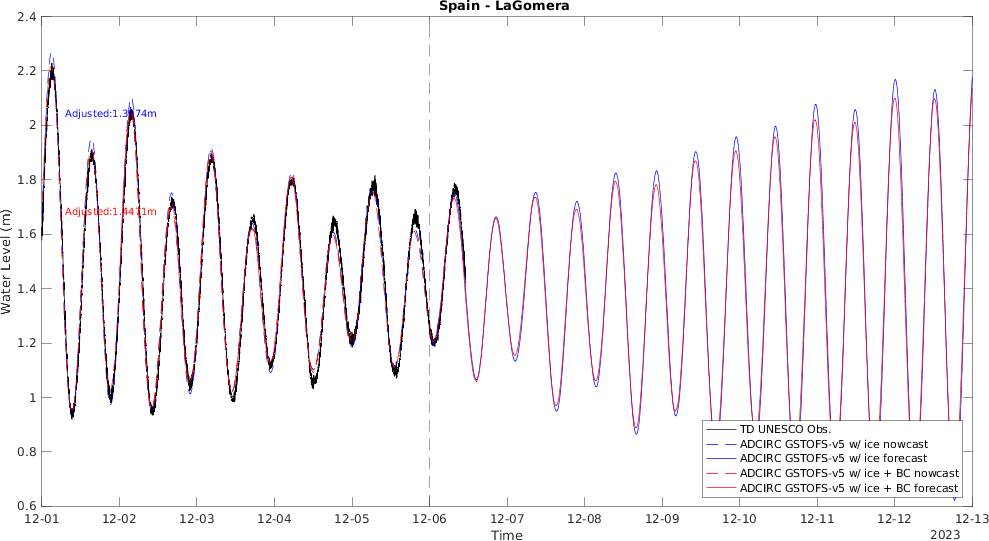 Spain - LaGomera
2.4
2.2
2
1.8
1.6
1.4
1.2
1
0.8
0.6
Water Level (m)
Adjusted:1.4471m
TD UNESCO Obs.
ADCIRC GSTOFS-v5 w/ ice nowcast
ADCIRC GSTOFS-v5 w/ ice forecast
ADCIRC GSTOFS-v5 w/ ice + BC nowcast
ADCIRC GSTOFS-v5 w/ ice + BC forecast
12-01 12-02 12-03 12-04 12-05 12-06 12-07 12-08 12-09 12-10 12-11 12-12 12-13
Time
2023